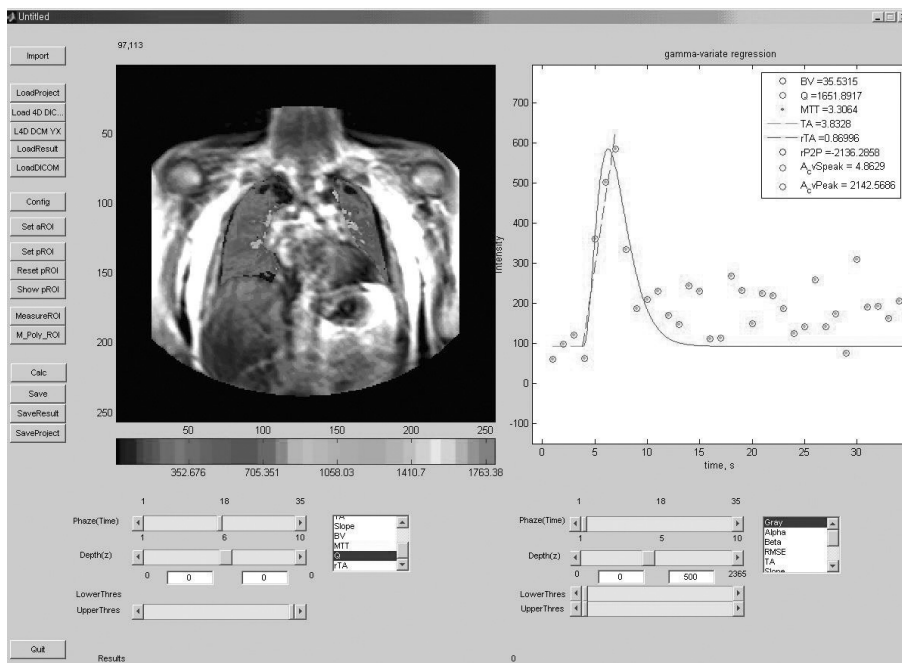 Untitled
97,113
Import
LoadProject
Load 4D DIC...
L4D DCM YX
LoadResult
LoadDICOM
Config
Set aROI
Set pROI
Reset pROI
Show pROI
MeasureROI
M_Poly_ROI
Calc
Save
SaveResult
SaveProject
Quit
50
100
150
200
250
50 100 150 200 250
352.676 705.351 1058.03 1410.7 1763.38
gamma-variate regression
BV =35.5315
Q =1651.8917
MTT =3.3064
TA =3.8328
rTA =0.86996
rP2P =-2136.2858
A_cvSpeak = 4.8629
A_cvPeak = 2142.5686
Intensity
700
600
500
400
300
200
100
0
-100
0 5 10 15 20 25 30
time, s
1 18 35
Phaze(Time)
1 6 10
Depth(z)
0 0 0 0
LowerThres
UpperThres
TA
Slope
BV
MTT
Q
rTA
1 18 35
Phaze(Time)
1 5 10
Depth(z)
0 0 500 2365
LowerThres
UpperThres
Gray
Alpha
Beta
RMSE
TA
Slope
Results 0